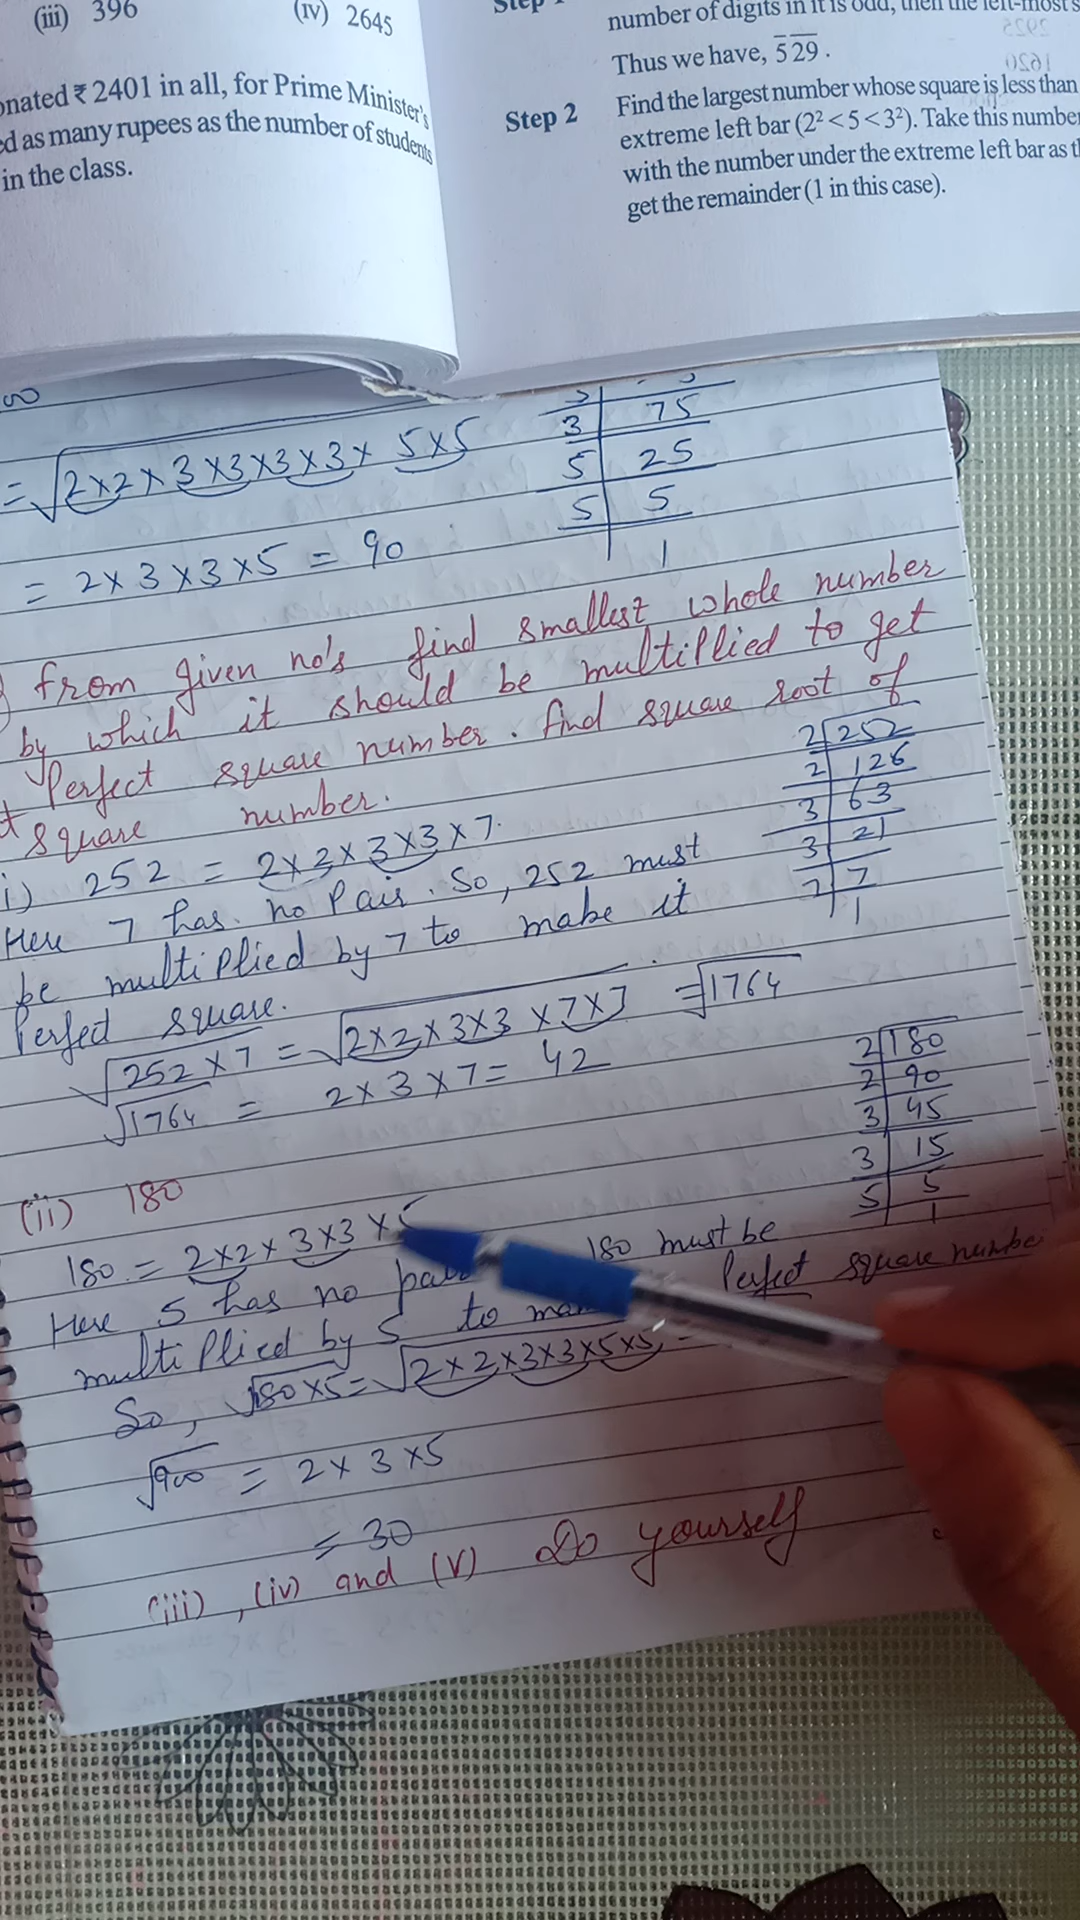 (iii) 396 (iv) 2645
nated ₹ 2401 in all, for Prime Minister's
d as many rupees as the number of students
in the class.
number of digits in it is odd, then the left-most
Thus we have, 5 29 .
Step 2 Find the largest number whose square is less than
extreme left bar (2² < 5 < 3²). Take this number
with the number under the extreme left bar as
get the remainder (1 in this case).
= √2×2×3×3×3×3×5×5
= 2×3×3×5 = 90
3 75
5 25
5 5
1
from given no's find smallest whole number
by which it should be multiplied to get
Perfect square number. find square root of
square number.
i) 252 = 2×2×3×3×7.
Here 7 has no Pair. So, 252 must
be multiplied by 7 to make it
Perfect square.
√252×7 = √2×2×3×3×7×7 = √1764
√1764 = 2×3×7 = 42
2 252
2 126
3 63
3 21
7 7
1
(ii) 180
180 = 2×2×3×3×5
Here 5 has no 180 must be
multiplied by 5 to Perfect square number
So, √180×5 = √2×2×3×3×5×5
√900 = 2×3×5
= 30
2 180
2 90
3 45
3 15
5 5
1
(iii), (iv) and (v) Do yourself